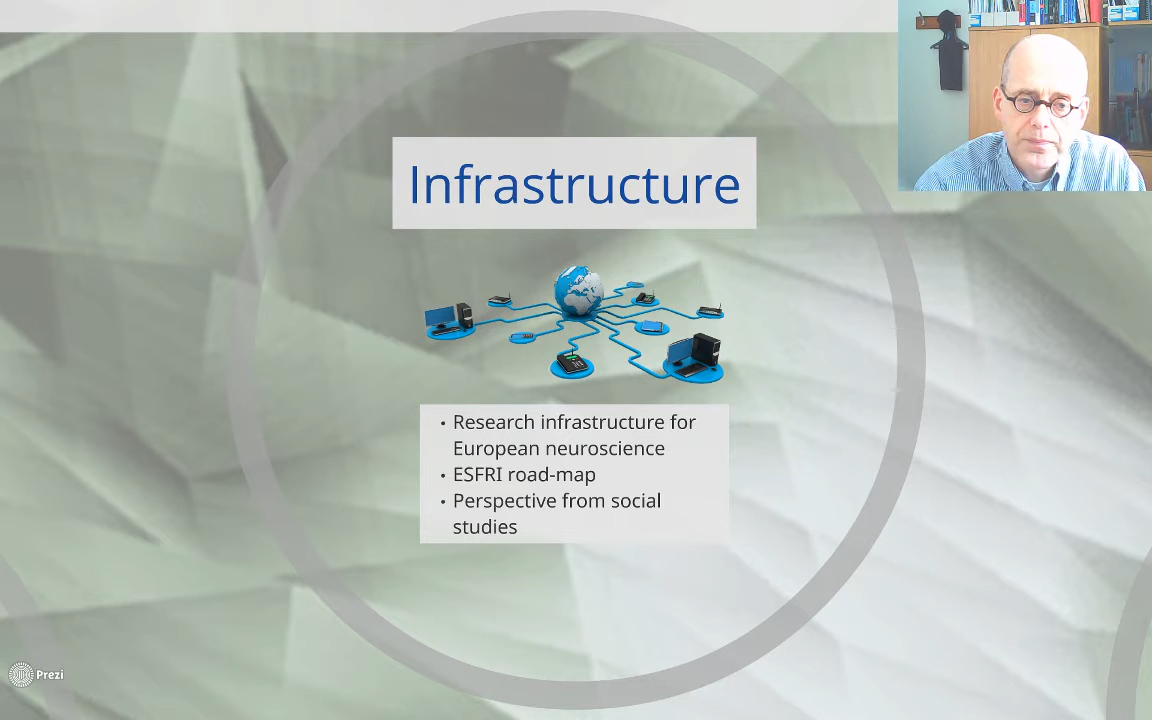 Infrastructure
• Research infrastructure for
European neuroscience
• ESFRI road-map
• Perspective from social
studies
Prezi